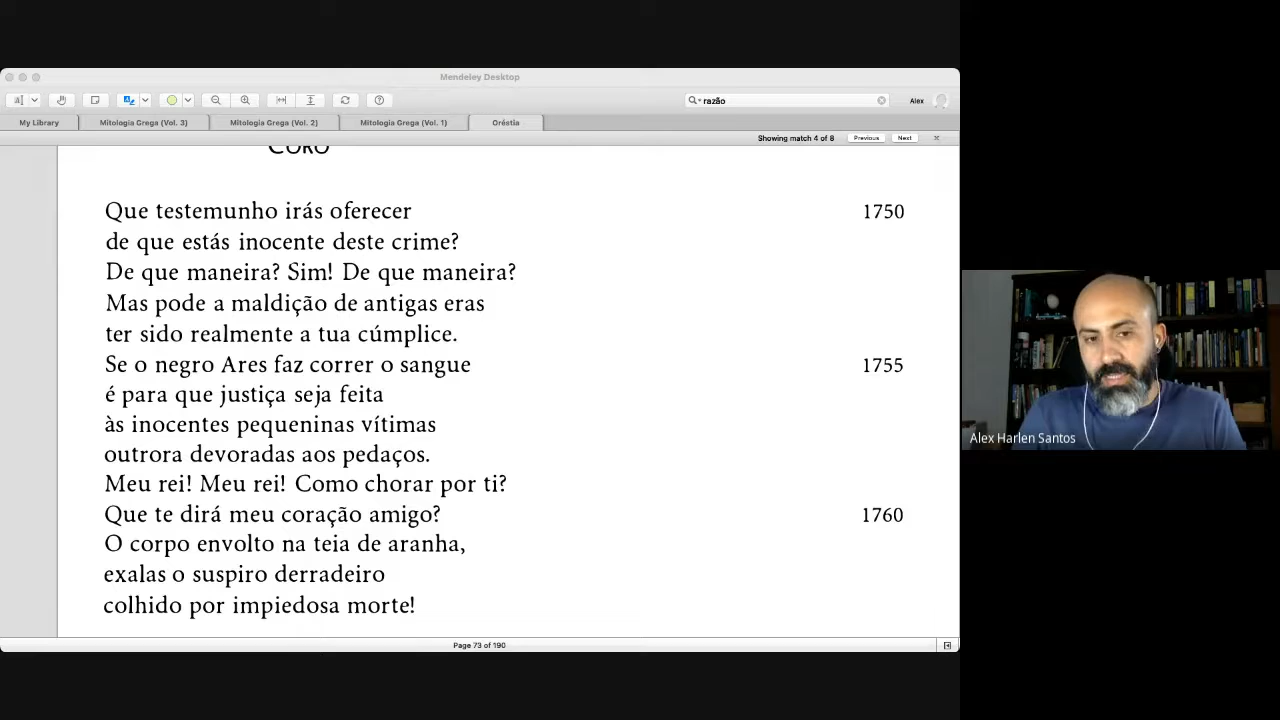 Mendeley Desktop
razão
Alex
My Library
Mitologia Grega (Vol. 3)
Mitologia Grega (Vol. 2)
Mitologia Grega (Vol. 1)
Oréstia
Showing match 4 of 8
Previous
Next
CORO
Que testemunho irás oferecer 1750
de que estás inocente deste crime?
De que maneira? Sim! De que maneira?
Mas pode a maldição de antigas eras
ter sido realmente a tua cúmplice.
Se o negro Ares faz correr o sangue 1755
é para que justiça seja feita
às inocentes pequeninas vítimas
outrora devoradas aos pedaços.
Meu rei! Meu rei! Como chorar por ti?
Que te dirá meu coração amigo? 1760
O corpo envolto na teia de aranha,
exalas o suspiro derradeiro
colhido por impiedosa morte!
Page 73 of 190
Alex Harlen Santos